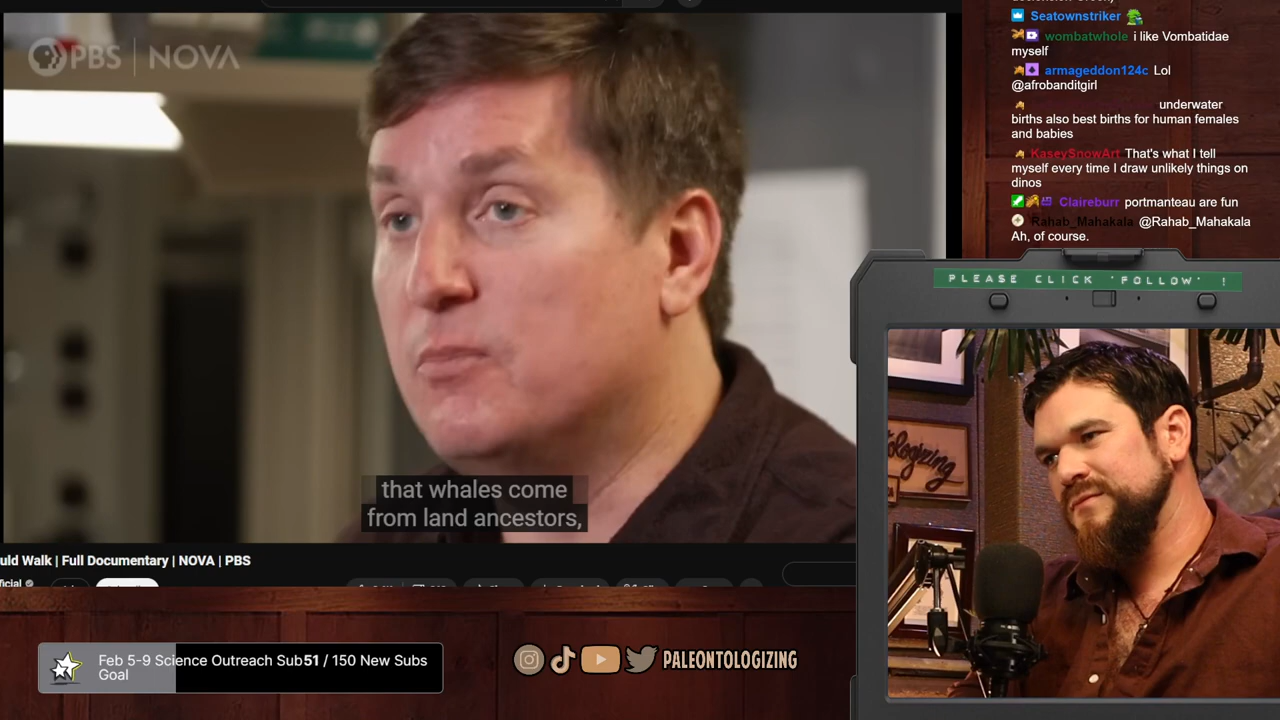 PBS | NOVA
that whales come
from land ancestors,
uld Walk | Full Documentary | NOVA | PBS
ficial
Feb 5-9 Science Outreach Sub 51 / 150 New Subs
Goal
PALEONTOLOGIZING
Seatownstriker
wombatwhole i like Vombatidae
myself
armageddon124c Lol
@afrobanditgirl
underwater
births also best births for human females
and babies
KaseySnowArt That's what I tell
myself every time I draw unlikely things on
dinos
Claireburr portmanteau are fun
Rahab_Mahakala @Rahab_Mahakala
Ah, of course.
PLEASE CLICK 'FOLLOW' !
ologizing